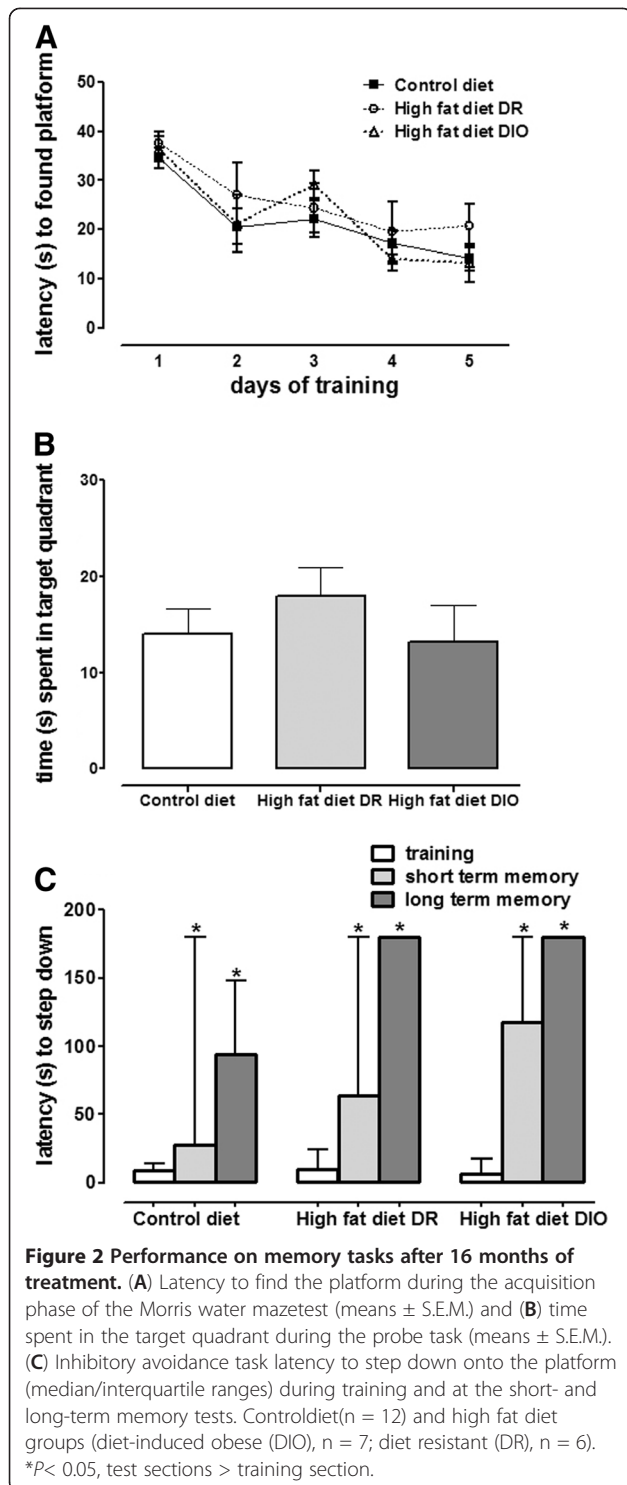 A
50
40
30
20
10
0
latency (s) to found platform
Control diet
High fat diet DR
High fat diet DIO
1 2 3 4 5
days of training
B
30
20
10
0
time (s) spent in target quadrant
Control diet High fat diet DR High fat diet DIO
C
training
short term memory
long term memory
200
150
100
50
0
latency (s) to step down
* * * * * *
Control diet High fat diet DR High fat diet DIO
Figure 2 Performance on memory tasks after 16 months of
treatment. (A) Latency to find the platform during the acquisition
phase of the Morris water mazetest (means ± S.E.M.) and (B) time
spent in the target quadrant during the probe task (means ± S.E.M.).
(C) Inhibitory avoidance task latency to step down onto the platform
(median/interquartile ranges) during training and at the short- and
long-term memory tests. Controldiet(n = 12) and high fat diet
groups (diet-induced obese (DIO), n = 7; diet resistant (DR), n = 6).
*P< 0.05, test sections > training section.